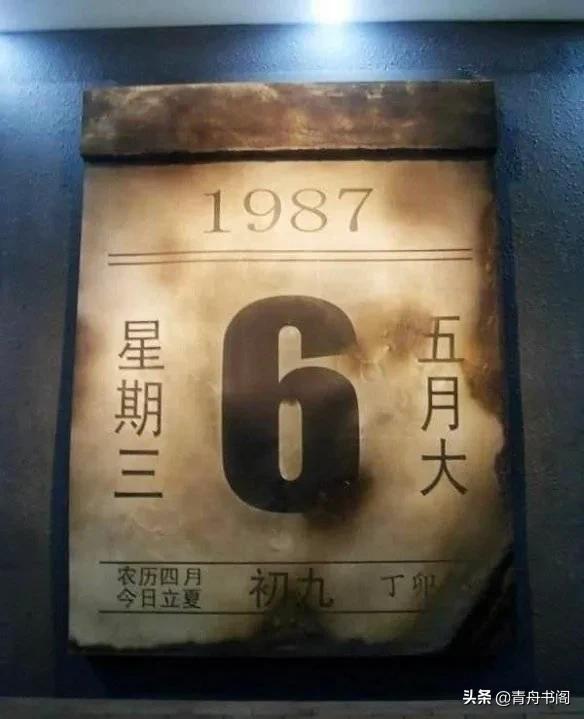 1987
星期三
6
五月大
农历四月
今日立夏
初九
丁卯
头条 @青舟书阁